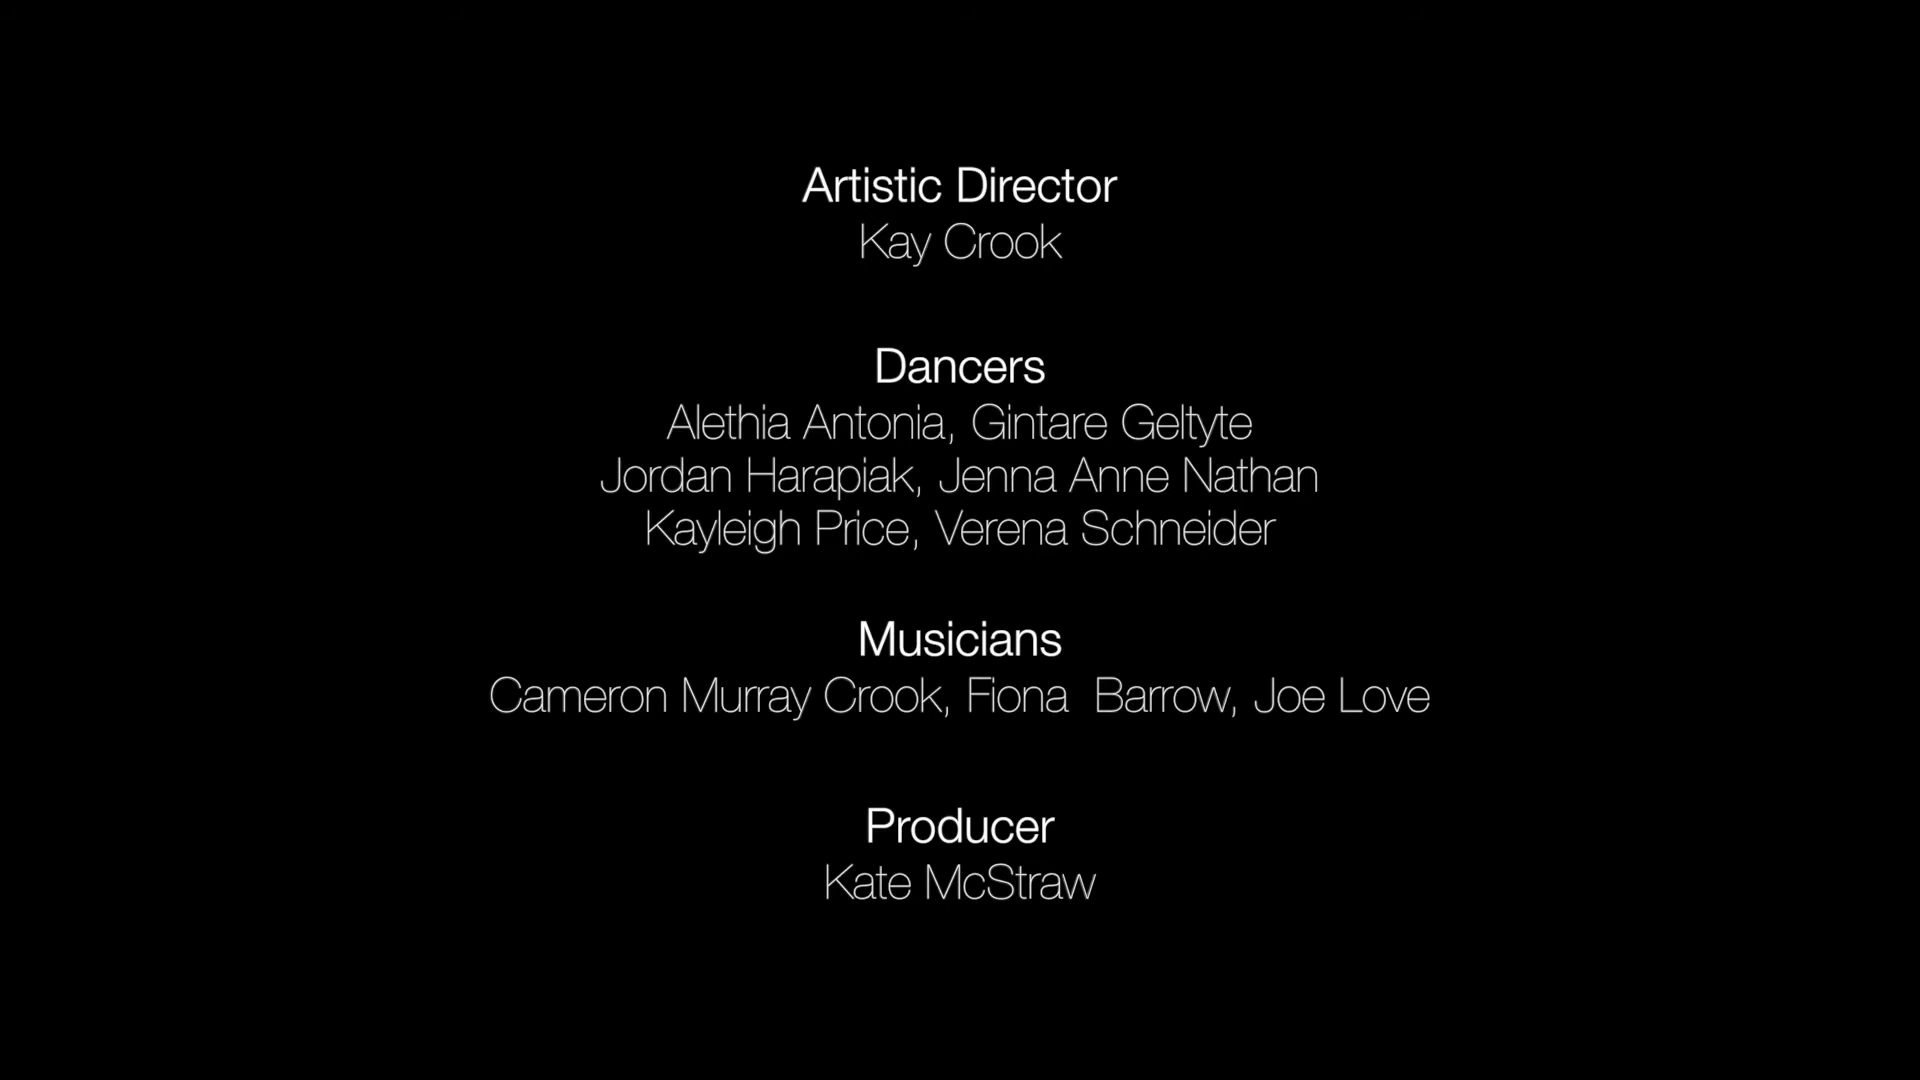 Artistic Director
Kay Crook
Dancers
Alethia Antonia, Gintare Geltyte
Jordan Harapiak, Jenna Anne Nathan
Kayleigh Price, Verena Schneider
Musicians
Cameron Murray Crook, Fiona  Barrow, Joe Love
Producer
Kate McStraw